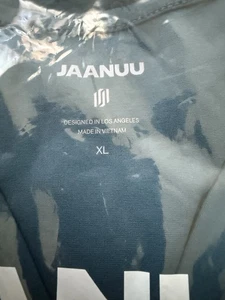 JAANUU
DESIGNED IN LOS ANGELES
MADE IN VIETNAM
XL